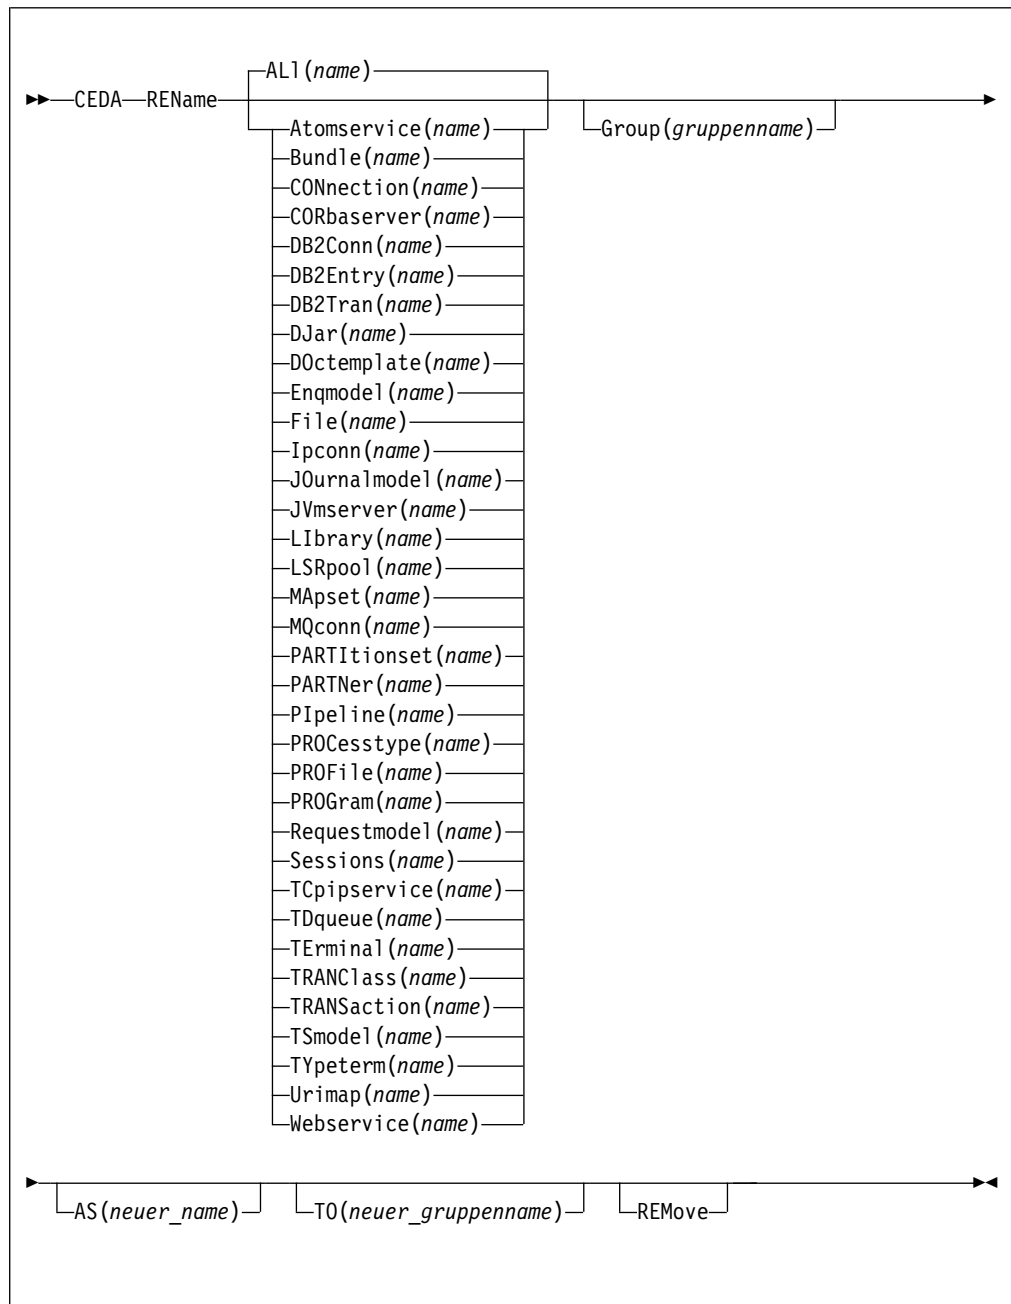 ALl(name)
CEDA REName
Atomservice(name) Group(gruppenname)
Bundle(name)
CONnection(name)
CORbaserver(name)
DB2Conn(name)
DB2Entry(name)
DB2Tran(name)
DJar(name)
DOctemplate(name)
Enqmodel(name)
File(name)
Ipconn(name)
JOurnalmodel(name)
JVmserver(name)
LIbrary(name)
LSRpool(name)
MApset(name)
MQconn(name)
PARTItionset(name)
PARTNer(name)
PIpeline(name)
PROCesstype(name)
PROFile(name)
PROGram(name)
Requestmodel(name)
Sessions(name)
TCpipservice(name)
TDqueue(name)
TErminal(name)
TRANClass(name)
TRANSaction(name)
TSmodel(name)
TYpeterm(name)
Urimap(name)
Webservice(name)
AS(neuer_name) TO(neuer_gruppenname) REMove